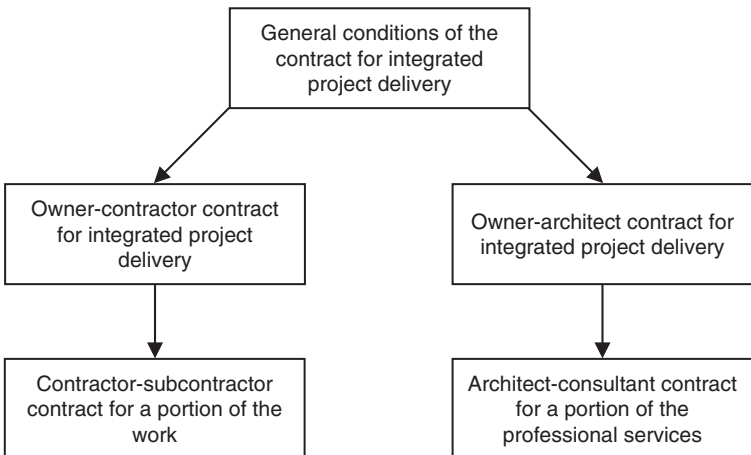 General conditions of the
contract for integrated
project delivery
Owner-contractor contract
for integrated project
delivery
Owner-architect contract for
integrated project delivery
Contractor-subcontractor
contract for a portion of the
work
Architect-consultant contract
for a portion of the
professional services